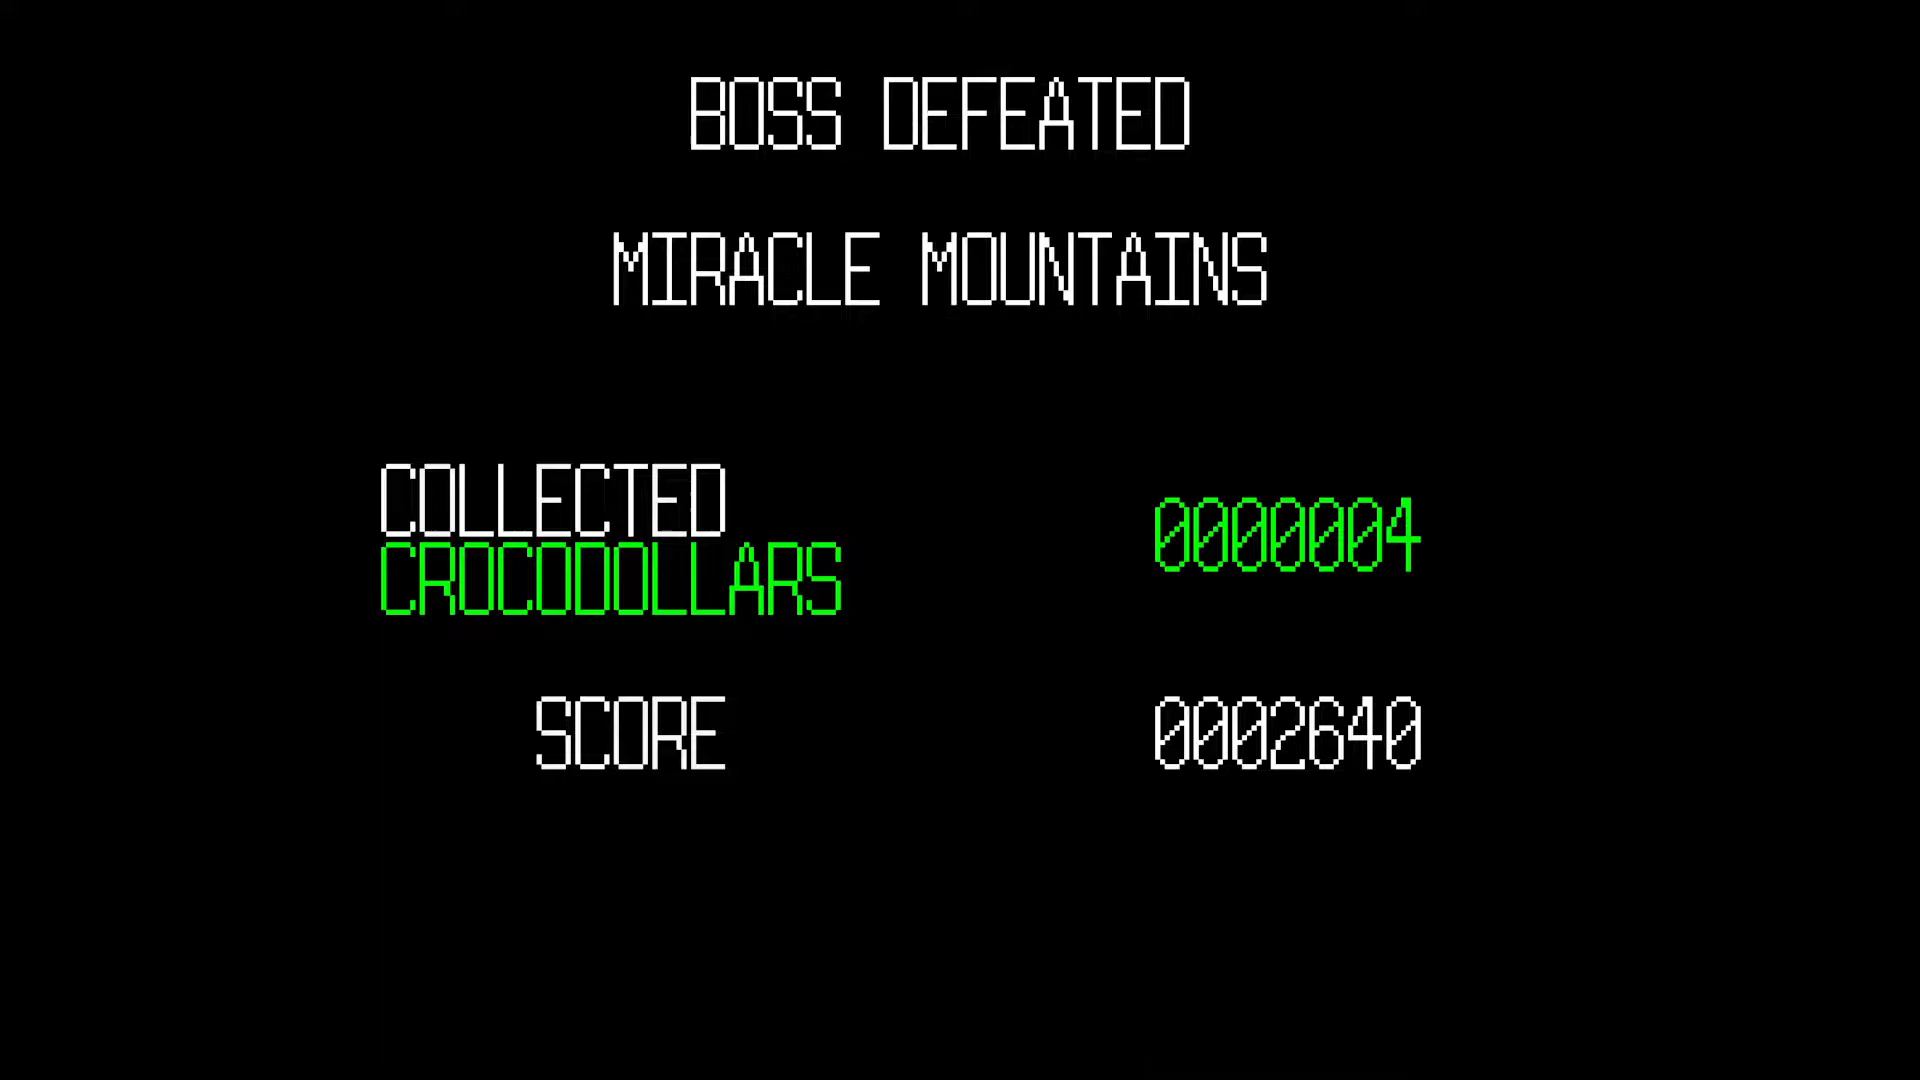 BOSS DEFEATED
MIRACLE MOUNTAINS
COLLECTED
CROCODOLLARS 0000004
SCORE 0002640